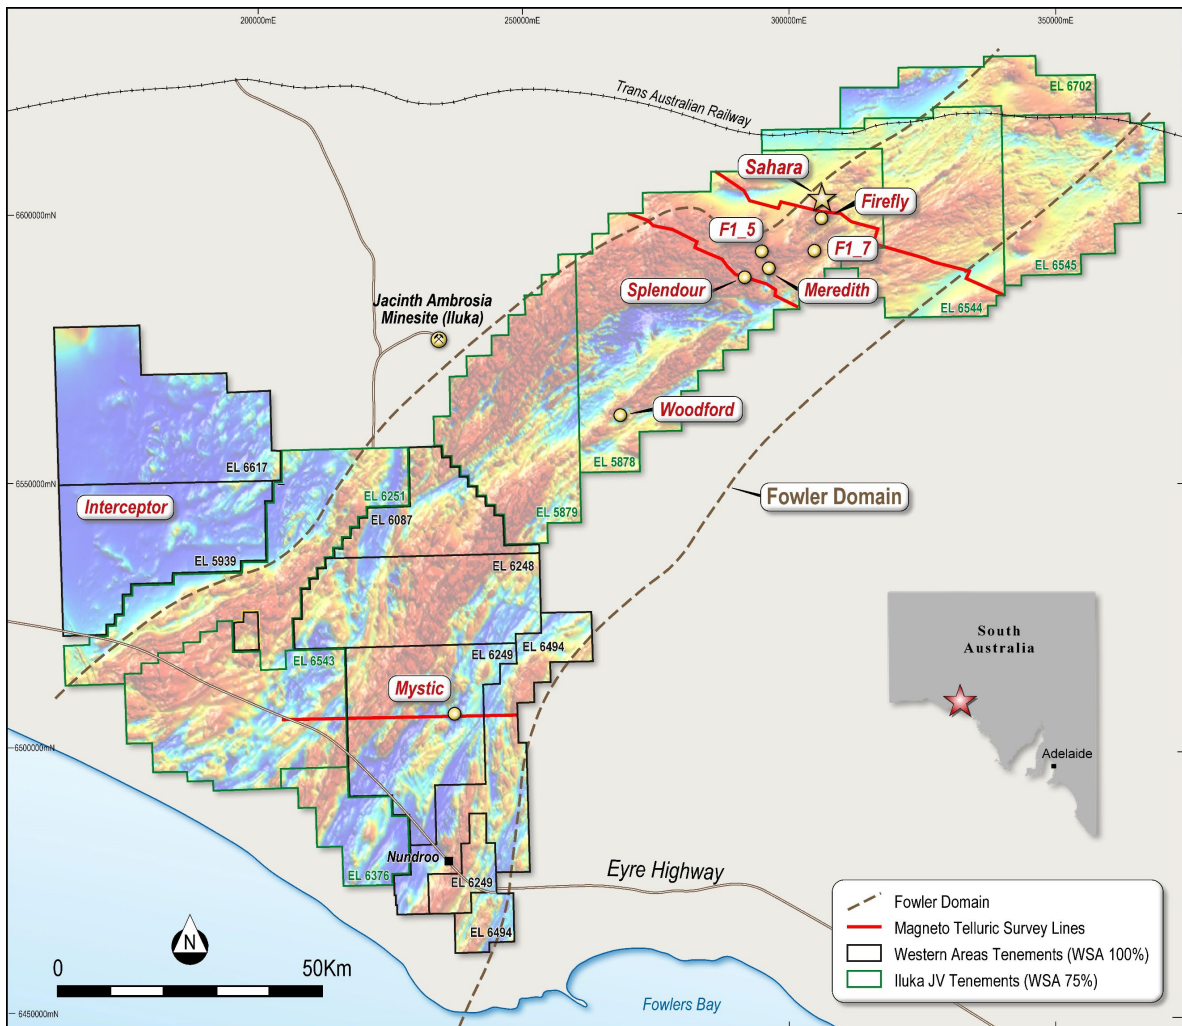 200000mE
250000mE
300000mE
350000mE
Trans Australian Railway
EL 6702
Sahara
Firefly
6600000mN
F1_5
F1_7
EL 6545
Splendour
Meredith
Jacinth Ambrosia
Minesite (Iluka)
EL 6544
Woodford
EL 5878
EL 6617
6550000mN
EL 6251
Fowler Domain
Interceptor
EL 6087
EL 5879
EL 5939
EL 6248
South
Australia
EL 6249
EL 6494
EL 6543
Mystic
6500000mN
Adelaide
Nundroo
EL 6376
EL 6249
Eyre Highway
EL 6494
Fowler Domain
Magneto Telluric Survey Lines
Western Areas Tenements (WSA 100%)
Iluka JV Tenements (WSA 75%)
N
0
50Km
Fowlers Bay
6450000mN